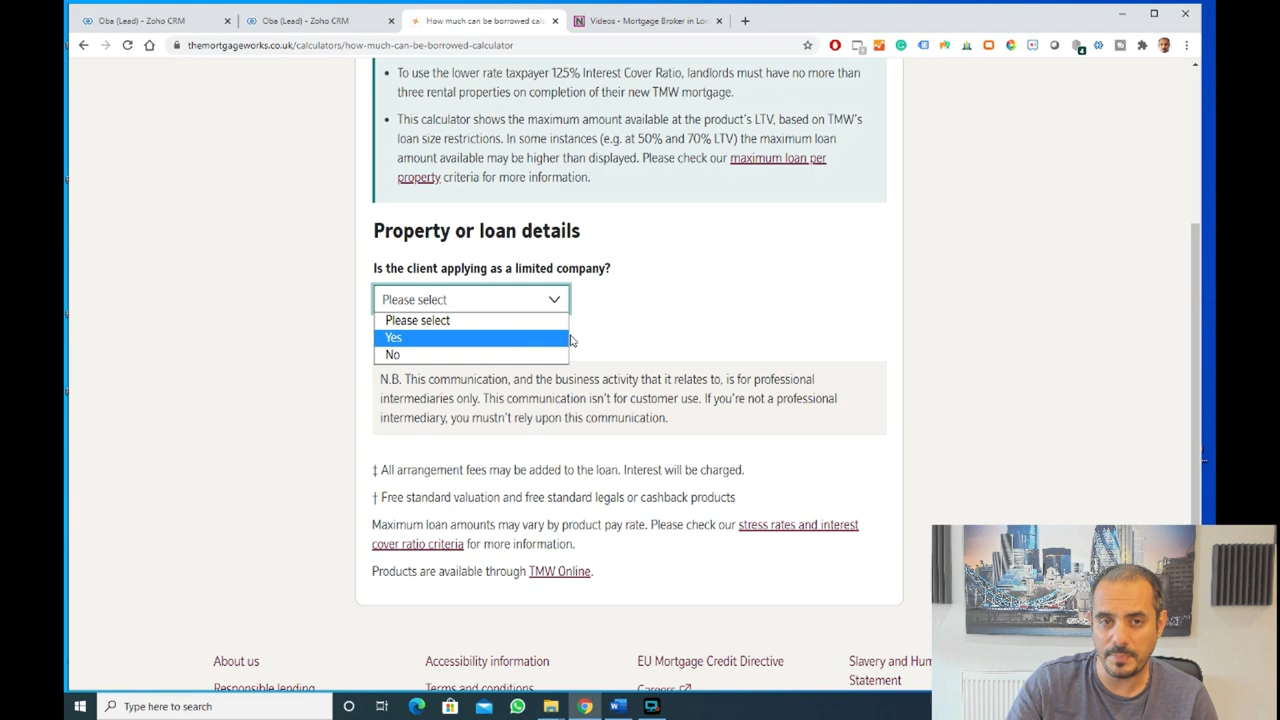 Oba (Lead) - Zoho CRM
Oba (Lead) - Zoho CRM
How much can be borrowed calc
Videos - Mortgage Broker in Lon
themortgageworks.co.uk/calculators/how-much-can-be-borrowed-calculator
To use the lower rate taxpayer 125% Interest Cover Ratio, landlords must have no more than
three rental properties on completion of their new TMW mortgage.
This calculator shows the maximum amount available at the product's LTV, based on TMW's
loan size restrictions. In some instances (e.g. at 50% and 70% LTV) the maximum loan
amount available may be higher than displayed. Please check our maximum loan per
property criteria for more information.
Property or loan details
Is the client applying as a limited company?
Please select
Please select
Yes
No
N.B. This communication, and the business activity that it relates to, is for professional
intermediaries only. This communication isn't for customer use. If you're not a professional
intermediary, you mustn't rely upon this communication.
‡ All arrangement fees may be added to the loan. Interest will be charged.
† Free standard valuation and free standard legals or cashback products
Maximum loan amounts may vary by product pay rate. Please check our stress rates and interest
cover ratio criteria for more information.
Products are available through TMW Online.
About us
Accessibility information
EU Mortgage Credit Directive
Slavery and Hum
Statement
Responsible lending
Terms and conditions
Careers
Type here to search